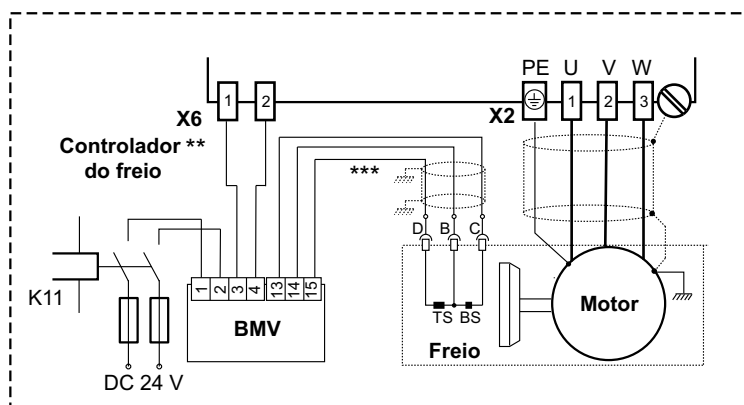 PE U V W
X6 1 2 X2 1 2 3
Controlador **
do freio
***
D B C
K11
1 2 3 4 13 14 15
BMV
TS BS
Motor
Freio
DC 24 V